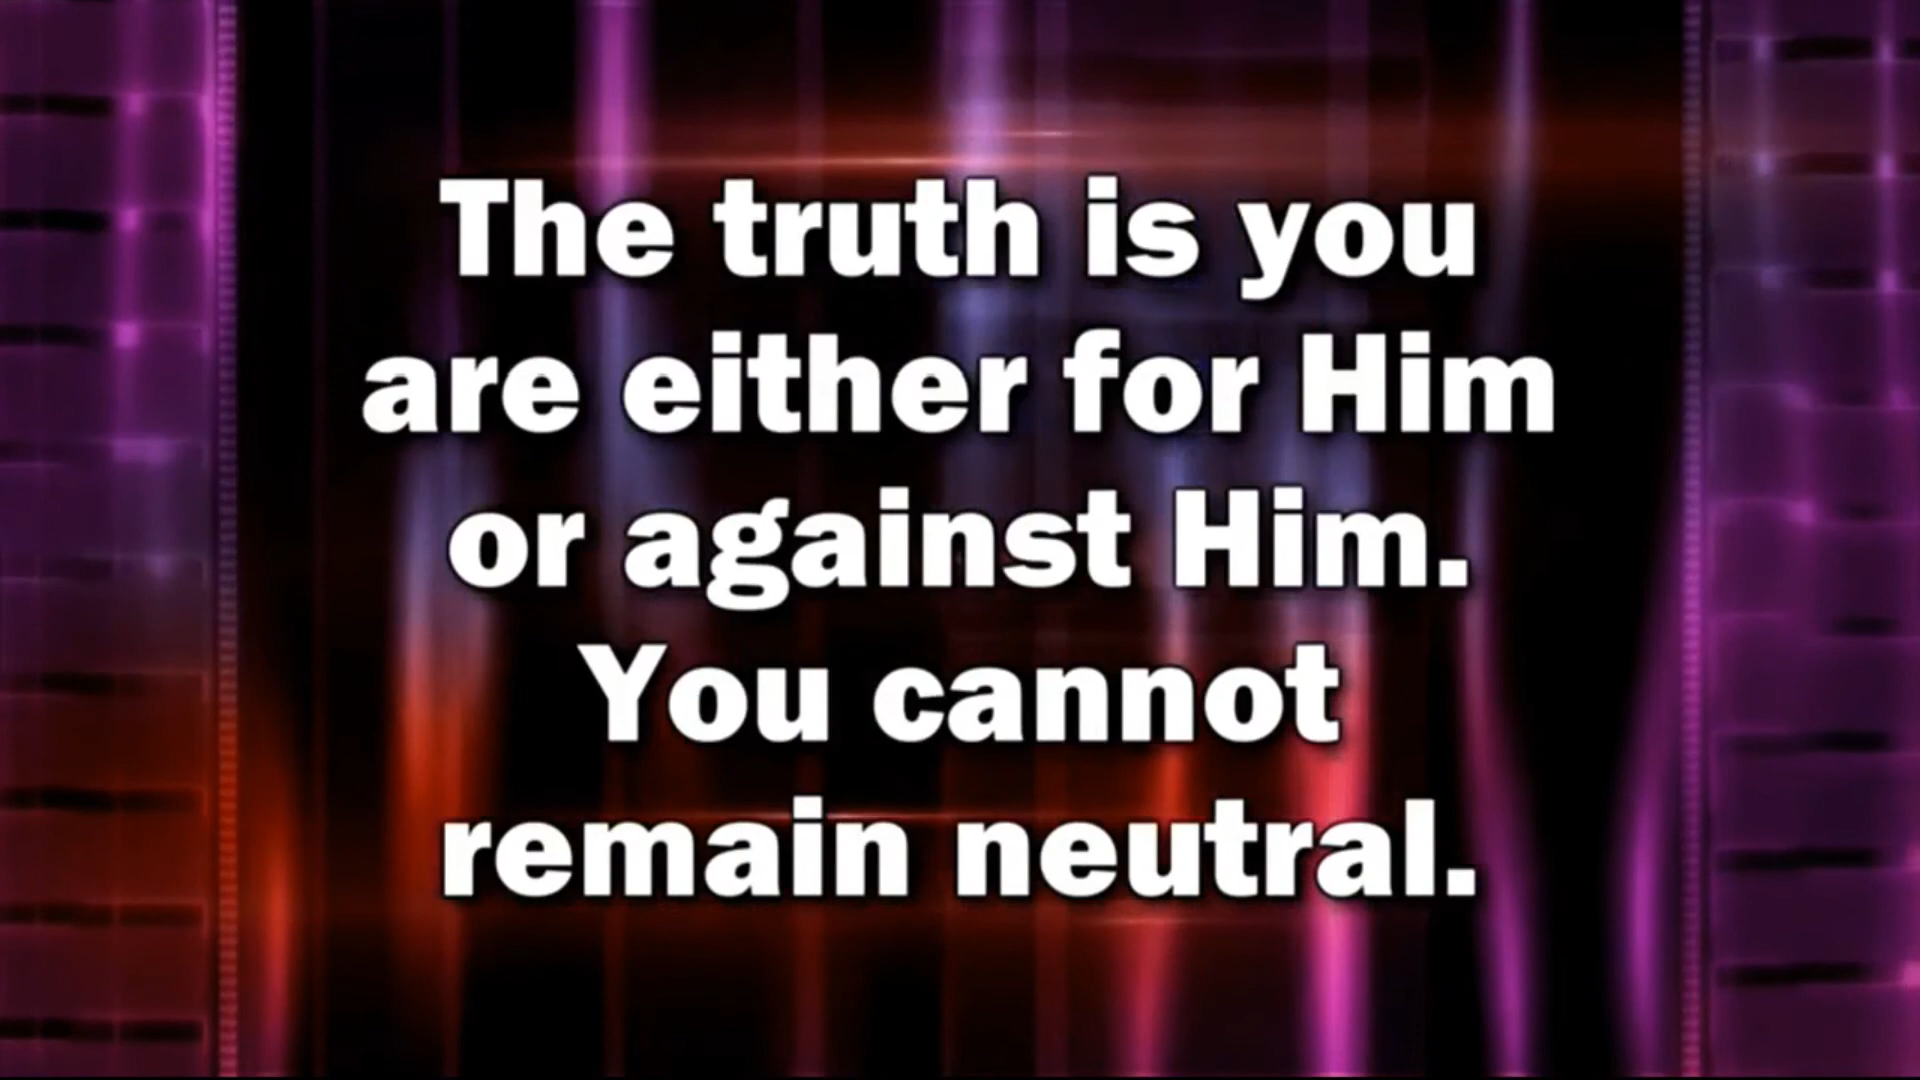 The truth is you
are either for Him
or against Him.
You cannot
remain neutral.